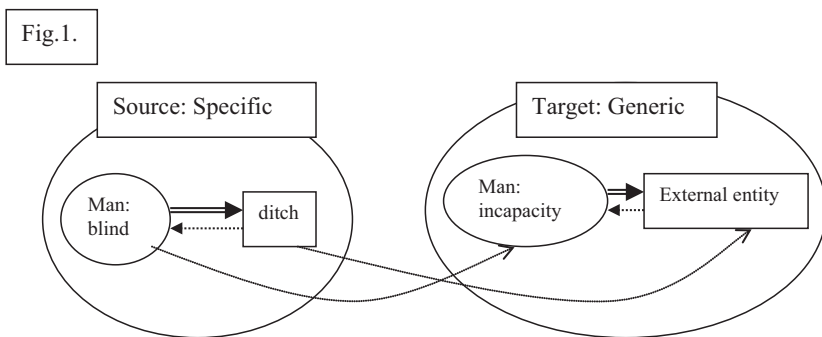 Fig.1.
Source: Specific
Target: Generic
Man:
blind
ditch
Man:
incapacity
External entity